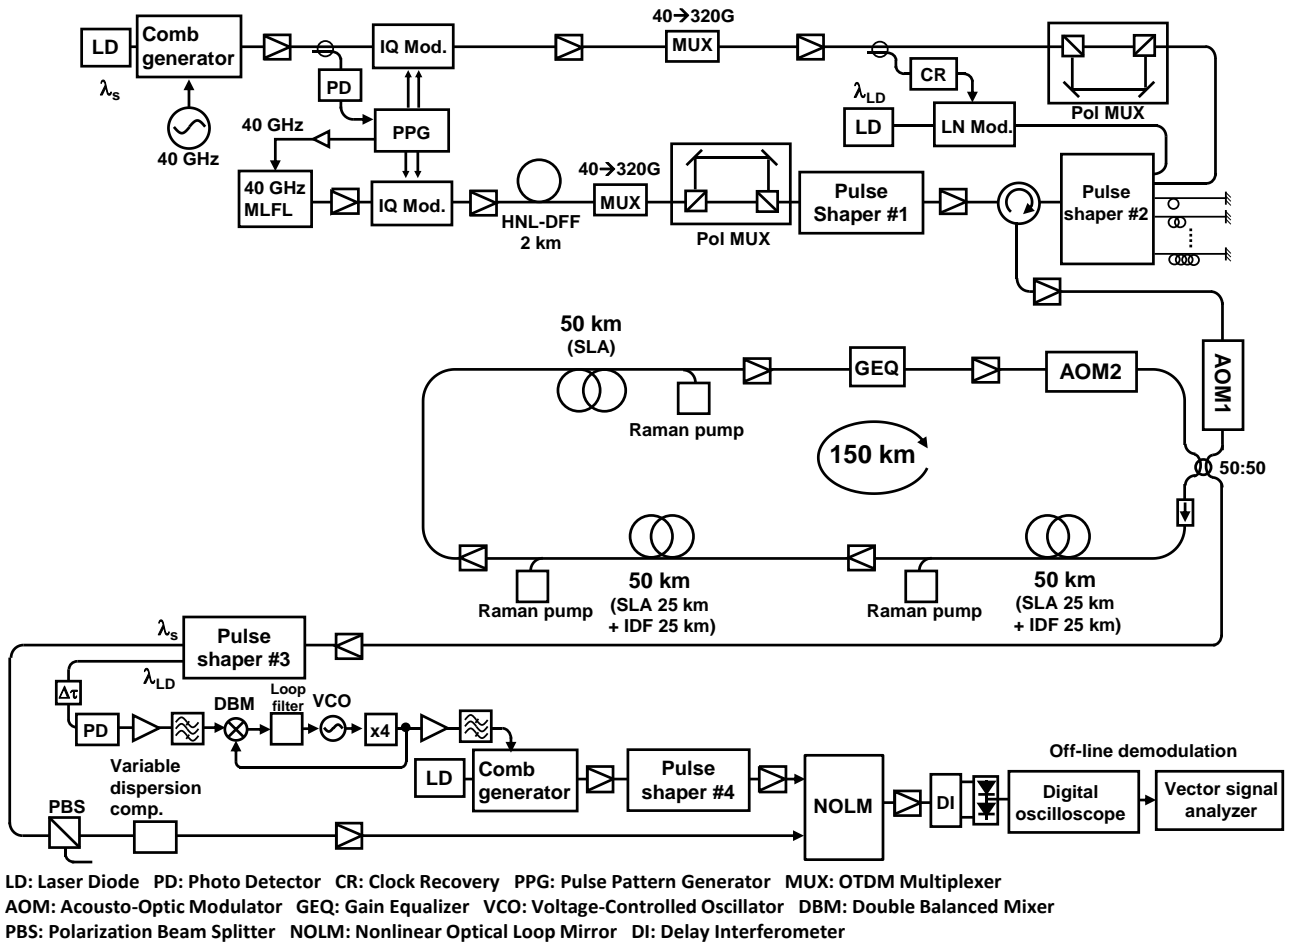 40→320G
LD
Comb
generator
IQ Mod.
MUX
PD
CR
λs
λLD
Pol MUX
40 GHz
40 GHz
PPG
LD
LN Mod.
40 GHz
MLFL
IQ Mod.
HNL-DFF
2 km
40→320G
MUX
Pol MUX
Pulse
Shaper #1
Pulse
shaper #2
50 km
(SLA)
Raman pump
GEQ
AOM2
AOM1
150 km
50:50
50 km
(SLA 25 km
+ IDF 25 km)
Raman pump
50 km
(SLA 25 km
+ IDF 25 km)
Raman pump
λs
Pulse
shaper #3
λLD
Δτ
PD
DBM
Loop
filter
VCO
x4
LD
Comb
generator
Pulse
shaper #4
Variable
dispersion
comp.
PBS
NOLM
DI
Off-line demodulation
Digital
oscilloscope
Vector signal
analyzer
LD: Laser Diode PD: Photo Detector CR: Clock Recovery PPG: Pulse Pattern Generator MUX: OTDM Multiplexer
AOM: Acousto-Optic Modulator GEQ: Gain Equalizer VCO: Voltage-Controlled Oscillator DBM: Double Balanced Mixer
PBS: Polarization Beam Splitter NOLM: Nonlinear Optical Loop Mirror DI: Delay Interferometer